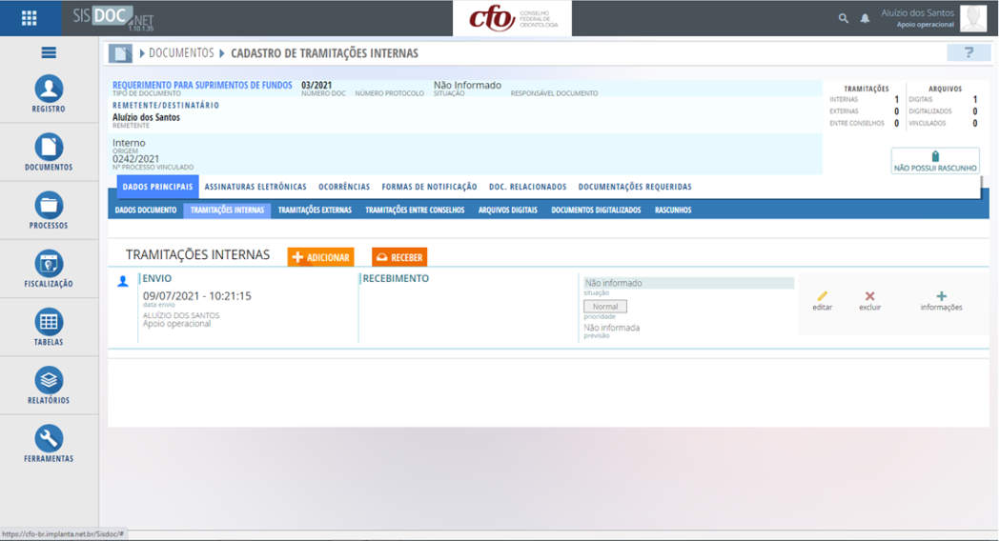 SISDOC.NET
1.10.1.35
cfo CONSELHO
FEDERAL DE
ODONTOLOGIA
Aluízio dos Santos
Apoio operacional
REGISTRO
DOCUMENTOS
PROCESSOS
FISCALIZAÇÃO
TABELAS
RELATÓRIOS
FERRAMENTAS
DOCUMENTOS CADASTRO DE TRAMITAÇÕES INTERNAS ?
REQUERIMENTO PARA SUPRIMENTOS DE FUNDOS 03/2021 Não Informado
TIPO DE DOCUMENTO NUMERO DOC NÚMERO PROTOCOLO SITUAÇÃO RESPONSÁVEL DOCUMENTO
REMETENTE/DESTINATÁRIO
Aluízio dos Santos
REMETENTE
Interno
ORIGEM
0242/2021
Nº PROCESSO VINCULADO
TRAMITAÇÕES
INTERNAS 1
EXTERNAS 0
ENTRE CONSELHOS 0
ARQUIVOS
DIGITAIS 1
DIGITALIZADOS 0
VINCULADOS 0
NÃO POSSUI RASCUNHO
DADOS PRINCIPAIS ASSINATURAS ELETRÔNICAS OCORRÊNCIAS FORMAS DE NOTIFICAÇÃO DOC. RELACIONADOS DOCUMENTAÇÕES REQUERIDAS
DADOS DOCUMENTO TRAMITAÇÕES INTERNAS TRAMITAÇÕES EXTERNAS TRAMITAÇÕES ENTRE CONSELHOS ARQUIVOS DIGITAIS DOCUMENTOS DIGITALIZADOS RASCUNHOS
TRAMITAÇÕES INTERNAS ADICIONAR RECEBER
ENVIO
09/07/2021 - 10:21:15
data envio
ALUÍZIO DOS SANTOS
Apoio operacional
RECEBIMENTO
Não informado
situação
Normal
prioridade
Não informada
previsão
editar excluir informações
https://cfo-br.implanta.net.br/Sisdoc/#